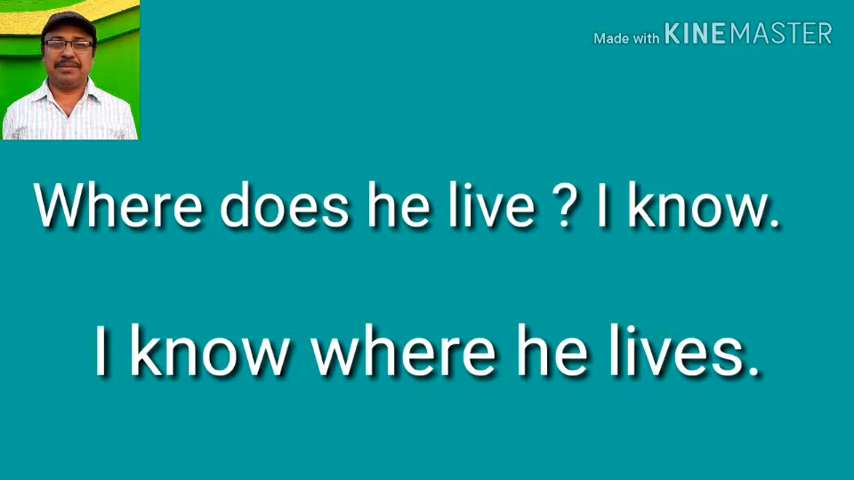 Made with KINEMASTER
Where does he live ? I know.
I know where he lives.